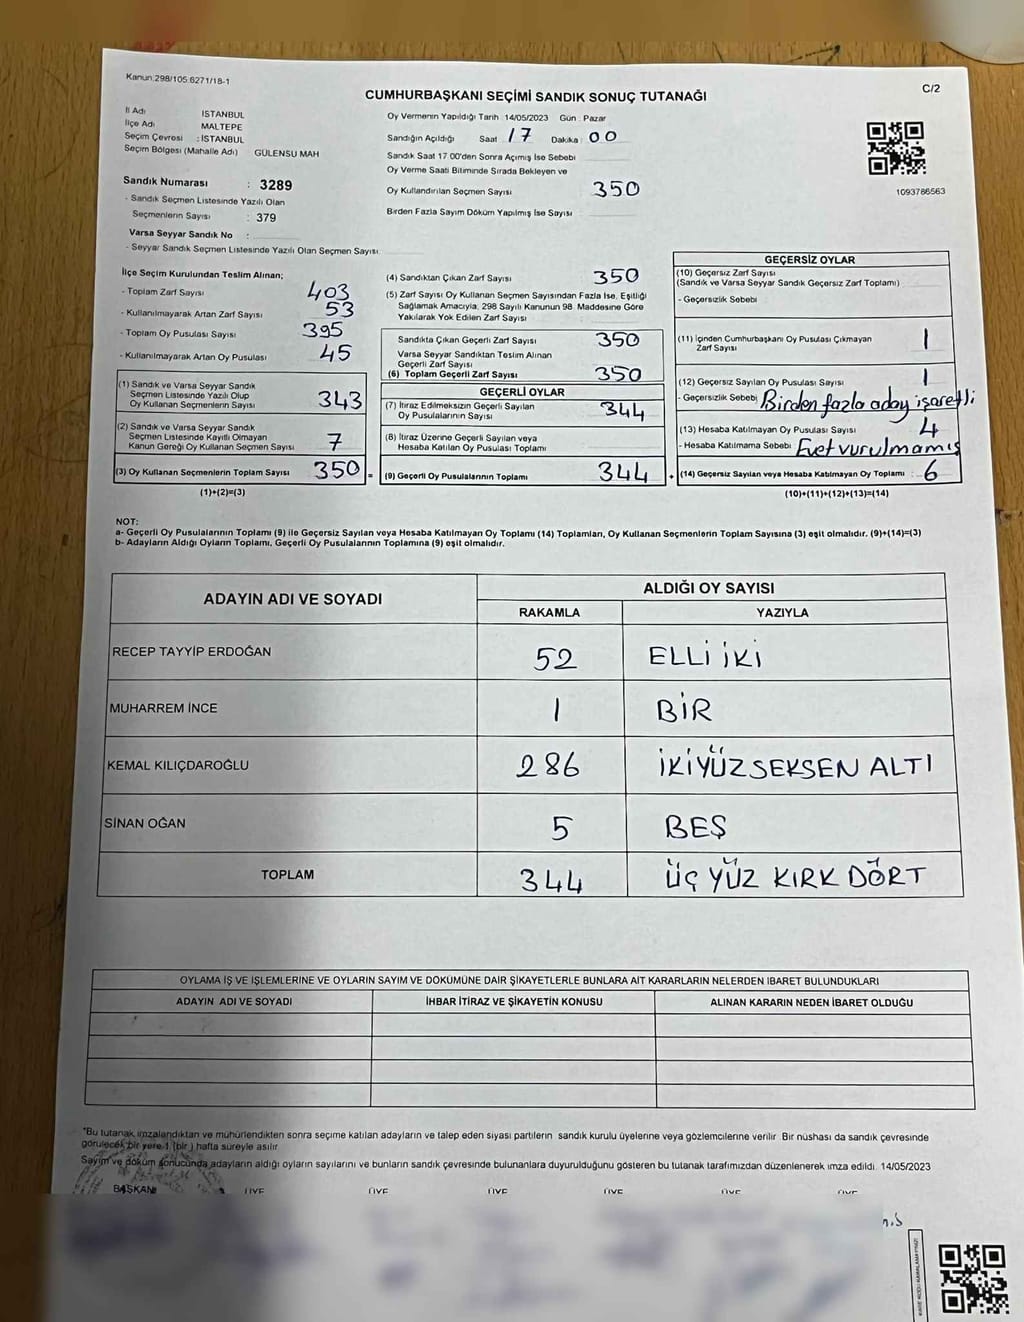 Kanun:298/105.6271/18-1
C/2
CUMHURBAŞKANI SEÇİMİ SANDIK SONUÇ TUTANAĞI
İl Adı İSTANBUL
İlçe Adı MALTEPE
Seçim Çevresi : İSTANBUL
Seçim Bölgesi (Mahalle Adı) GÜLENSU MAH
Sandık Numarası : 3289
- Sandık Seçmen Listesinde Yazılı Olan
Seçmenlerin Sayısı : 379
Varsa Seyyar Sandık No :
- Seyyar Sandık Seçmen Listesinde Yazılı Olan Seçmen Sayısı
Oy Vermenin Yapıldığı Tarih :14/05/2023 Gün : Pazar
Sandığın Açıldığı Saat 17 Dakika : 00
Sandık Saat 17.00'den Sonra Açımış İse Sebebi
Oy Verme Saati Bitiminde Sırada Bekleyen ve
Oy Kullandırılan Seçmen Sayısı 350
Birden Fazla Sayım Döküm Yapılmış İse Sayısı
1093786563
İlçe Seçim Kurulundan Teslim Alınan;
- Toplam Zarf Sayısı 403
- Kullanılmayarak Artan Zarf Sayısı 53
- Toplam Oy Pusulası Sayısı 395
- Kullanılmayarak Artan Oy Pusulası 45
(1) Sandık ve Varsa Seyyar Sandık
Seçmen Listesinde Yazılı Olup
Oy Kullanan Seçmenlerin Sayısı 343
(2) Sandık ve Varsa Seyyar Sandık
Seçmen Listesinde Kayıtlı Olmayan
Kanun Gereği Oy Kullanan Seçmen Sayısı 7
(3) Oy Kullanan Seçmenlerin Toplam Sayısı 350 =
(1)+(2)=(3)
(4) Sandıktan Çıkan Zarf Sayısı 350
(5) Zarf Sayısı Oy Kullanan Seçmen Sayısından Fazla İse, Eşitliği
Sağlamak Amacıyla, 298 Sayılı Kanunun 98. Maddesine Göre
Yakılarak Yok Edilen Zarf Sayısı :
Sandıkta Çıkan Geçerli Zarf Sayısı 350
Varsa Seyyar Sandıktan Teslim Alınan
Geçerli Zarf Sayısı
(6) Toplam Geçerli Zarf Sayısı 350
GEÇERLİ OYLAR
(7) İtiraz Edilmeksizin Geçerli Sayılan
Oy Pusulalarının Sayısı 344
(8) İtiraz Üzerine Geçerli Sayılan veya
Hesaba Katılan Oy Pusulası Toplamı
(9) Geçerli Oy Pusulalarının Toplamı 344 +
GEÇERSİZ OYLAR
(10) Geçersiz Zarf Sayısı
(Sandık ve Varsa Seyyar Sandık Geçersiz Zarf Toplamı)
- Geçersizlik Sebebi
(11) İçinden Cumhurbaşkanı Oy Pusulası Çıkmayan
Zarf Sayısı 1
(12) Geçersiz Sayılan Oy Pusulası Sayısı 1
- Geçersizlik Sebebi Birden fazla aday işaretli
(13) Hesaba Katılmayan Oy Pusulası Sayısı 4
- Hesaba Katılmama Sebebi Evet vurulmamış
(14) Geçersiz Sayılan veya Hesaba Katılmayan Oy Toplamı : 6
(10)+(11)+(12)+(13)=(14)
NOT:
a- Geçerli Oy Pusulalarının Toplamı (9) ile Geçersiz Sayılan veya Hesaba Katılmayan Oy Toplamı (14) Toplamları, Oy Kullanan Seçmenlerin Toplam Sayısına (3) eşit olmalıdır. (9)+(14)=(3)
b- Adayların Aldığı Oyların Toplamı, Geçerli Oy Pusulalarının Toplamına (9) eşit olmalıdır.
ADAYIN ADI VE SOYADI ALDIĞI OY SAYISI
RAKAMLA YAZIYLA
RECEP TAYYİP ERDOĞAN 52 ELLİ İKİ
MUHARREM İNCE 1 BİR
KEMAL KILIÇDAROĞLU 286 İKİYÜZSEKSEN ALTI
SİNAN OĞAN 5 BEŞ
TOPLAM 344 ÜÇ YÜZ KIRK DÖRT
OYLAMA İŞ VE İŞLEMLERİNE VE OYLARIN SAYIM VE DÖKÜMÜNE DAİR ŞİKAYETLERLE BUNLARA AİT KARARLARIN NELERDEN İBARET BULUNDUKLARI
ADAYIN ADI VE SOYADI İHBAR İTİRAZ VE ŞİKAYETİN KONUSU ALINAN KARARIN NEDEN İBARET OLDUĞU
*Bu tutanak imzalandıktan ve mühürlendikten sonra seçime katılan adayların ve talep eden siyasi partilerin sandık kurulu üyelerine veya gözlemcilerine verilir. Bir nüshası da sandık çevresinde
görülecek bir yere 1 (bir ) hafta süreyle asılır
Sayım ve döküm sonucunda adayların aldığı oyların sayılarını ve bunların sandık çevresinde bulunanlara duyurulduğunu gösteren bu tutanak tarafımızdan düzenlenerek imza edildi. 14/05/2023
BAŞKAN ÜYE ÜYE ÜYE ÜYE ÜYE ÜYE